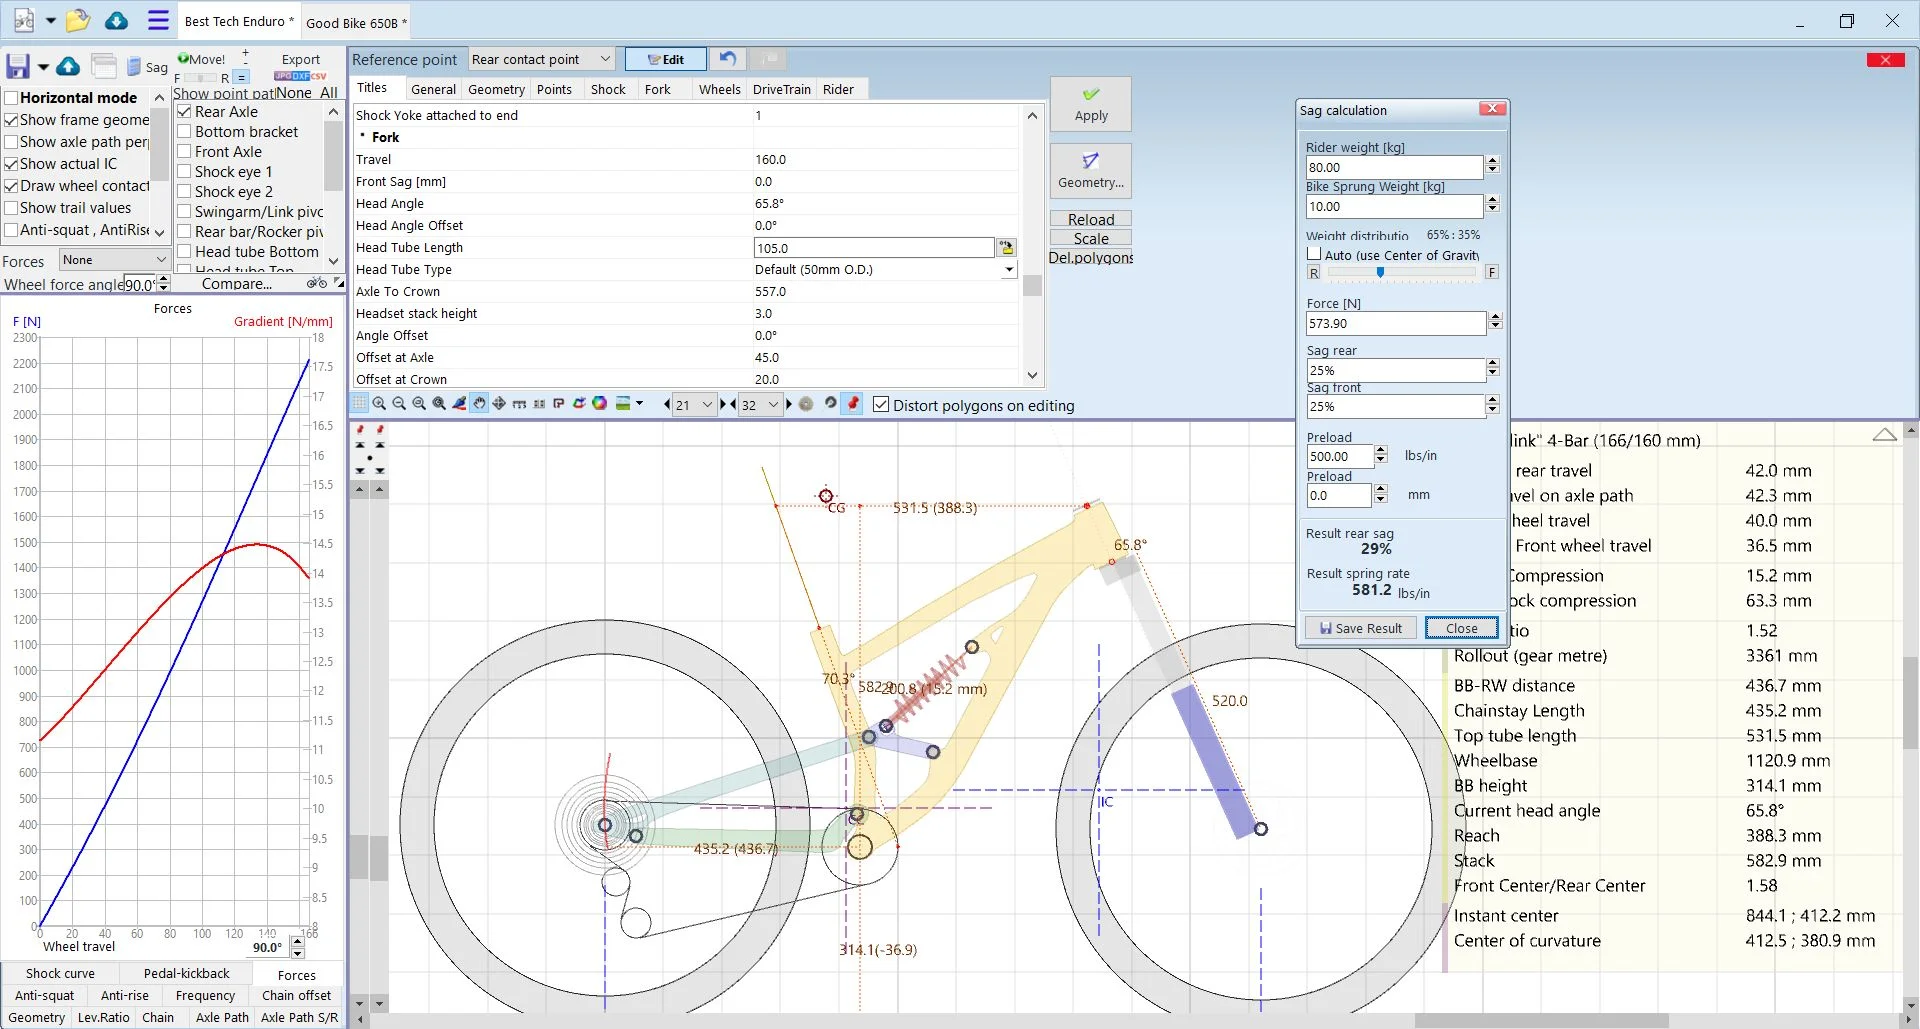 Best Tech Enduro *
Good Bike 650B *
Sag
Move!
+
-
F
R
=
Export
JPG DXF CSV
Horizontal mode
Show frame geome
Show axle path per
Show actual IC
Draw wheel contact
Show trail values
Anti-squat , AntiRise
Forces
None
Wheel force angle
90.0°
Show point pat
None
All
Rear Axle
Bottom bracket
Front Axle
Shock eye 1
Shock eye 2
Swingarm/Link pivo
Rear bar/Rocker piv
Head tube Bottom
Head tube Top
Compare...
Reference point
Rear contact point
Edit
Titles
General
Geometry
Points
Shock
Fork
Wheels
DriveTrain
Rider
Shock Yoke attached to end 1
Fork
Travel 160.0
Front Sag [mm] 0.0
Head Angle 65.8°
Head Angle Offset 0.0°
Head Tube Length 105.0
Head Tube Type Default (50mm O.D.)
Axle To Crown 557.0
Headset stack height 3.0
Angle Offset 0.0°
Offset at Axle 45.0
Offset at Crown 20.0
Apply
Geometry...
Reload
Scale
Del.polygons
21
32
Distort polygons on editing
Forces
F [N]
Gradient [N/mm]
2300
2200
2100
2000
1900
1800
1700
1600
1500
1400
1300
1200
1100
1000
900
800
700
600
500
400
300
200
100
0
18
17.5
17
16.5
16
15.5
15
14.5
14
13.5
13
12.5
12
11.5
11
10.5
10
9.5
9
8.5
8
0 20 40 60 80 100 120 140 166
Wheel travel
90.0°
Shock curve
Pedal-kickback
Forces
Anti-squat
Anti-rise
Frequency
Chain offset
Geometry
Lev.Ratio
Chain
Axle Path
Axle Path S/R
CG
531.5 (388.3)
65.8°
70.3°
582.9
200.8 (15.2 mm)
520.0
IC
435.2 (436.7)
314.1(-36.9)
Sag calculation
Rider weight [kg]
80.00
Bike Sprung Weight [kg]
10.00
Weight distributio 65% : 35%
Auto (use Center of Gravity
R
F
Force [N]
573.90
Sag rear
25%
Sag front
25%
Preload
500.00 lbs/in
Preload
0.0 mm
Result rear sag
29%
Result spring rate
581.2 lbs/in
Save Result
Close
link" 4-Bar (166/160 mm)
rear travel 42.0 mm
vel on axle path 42.3 mm
heel travel 40.0 mm
Front wheel travel 36.5 mm
Compression 15.2 mm
ock compression 63.3 mm
tio 1.52
Rollout (gear metre) 3361 mm
BB-RW distance 436.7 mm
Chainstay Length 435.2 mm
Top tube length 531.5 mm
Wheelbase 1120.9 mm
BB height 314.1 mm
Current head angle 65.8°
Reach 388.3 mm
Stack 582.9 mm
Front Center/Rear Center 1.58
Instant center 844.1 ; 412.2 mm
Center of curvature 412.5 ; 380.9 mm